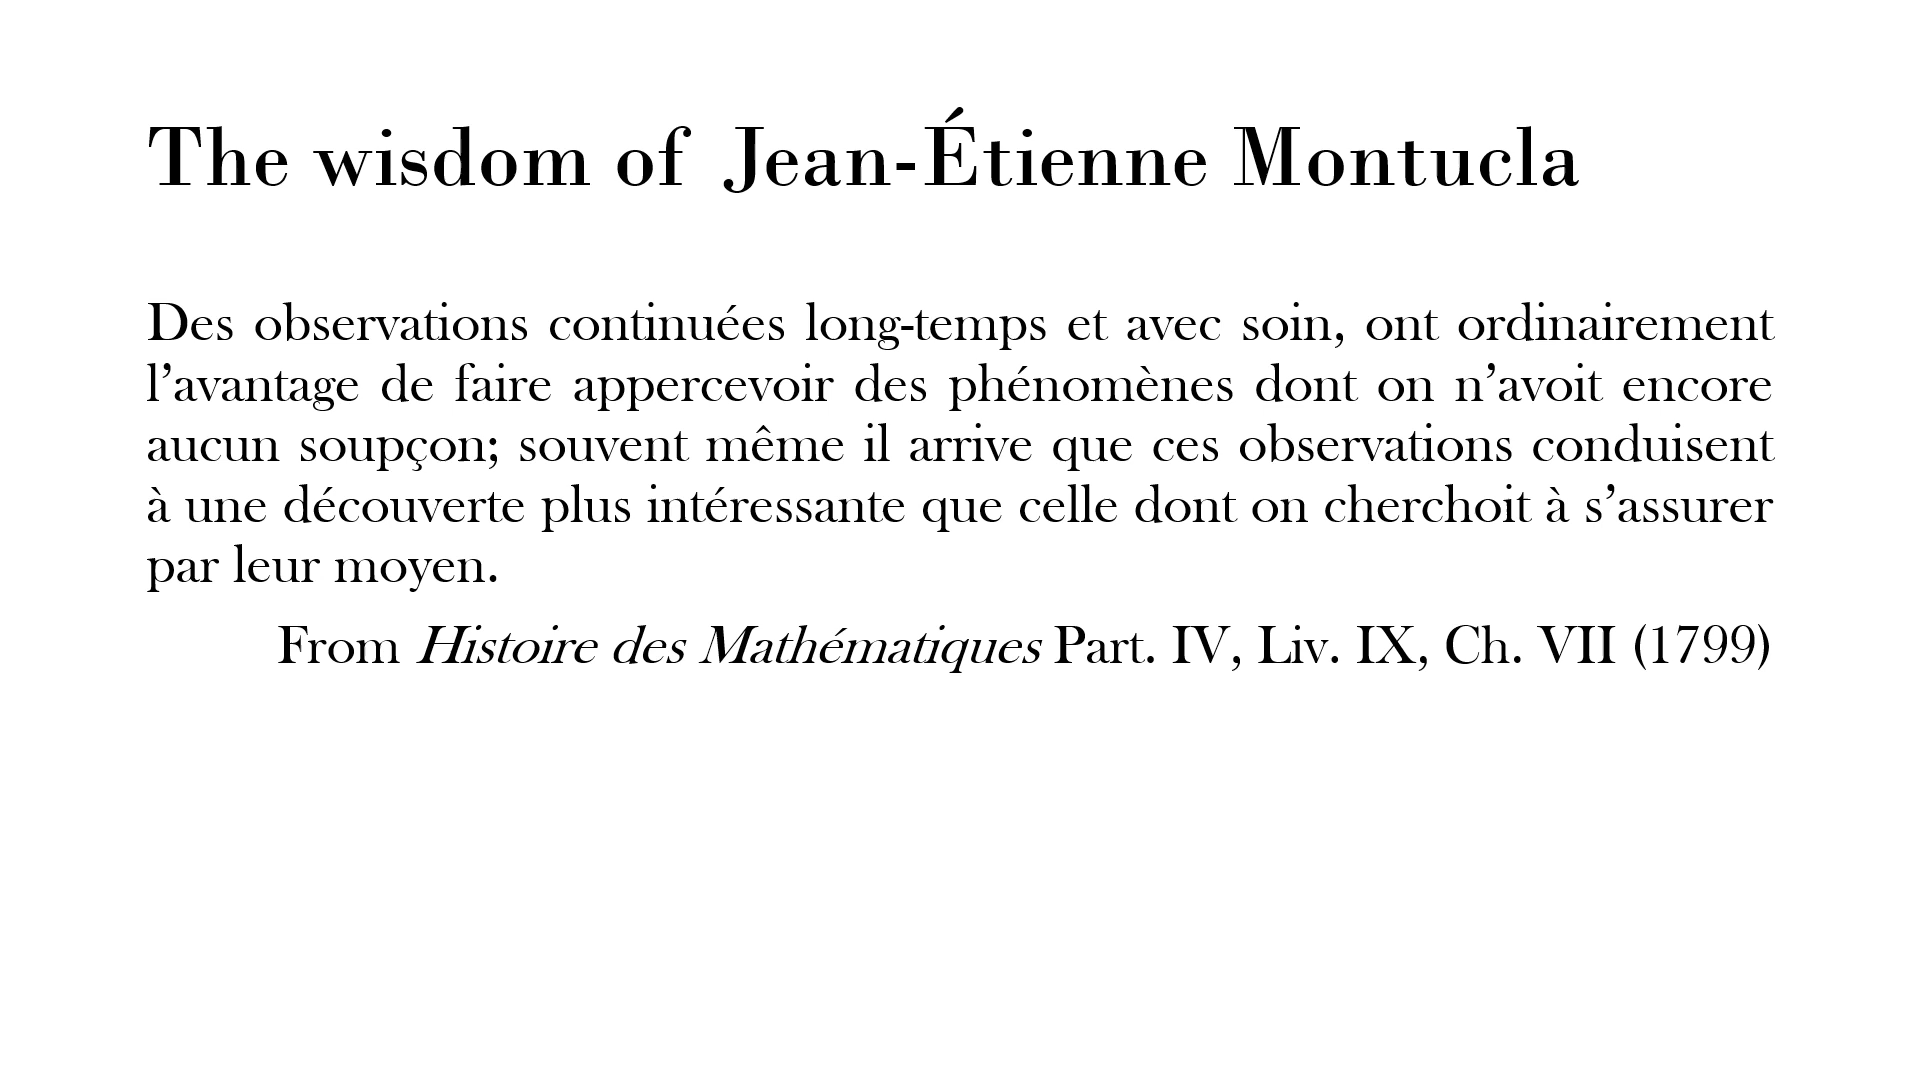 The wisdom of Jean-Étienne Montucla
Des observations continuées long-temps et avec soin, ont ordinairement
l’avantage de faire appercevoir des phénomènes dont on n’avoit encore
aucun soupçon; souvent même il arrive que ces observations conduisent
à une découverte plus intéressante que celle dont on cherchoit à s’assurer
par leur moyen.
From Histoire des Mathématiques Part. IV, Liv. IX, Ch. VII (1799)